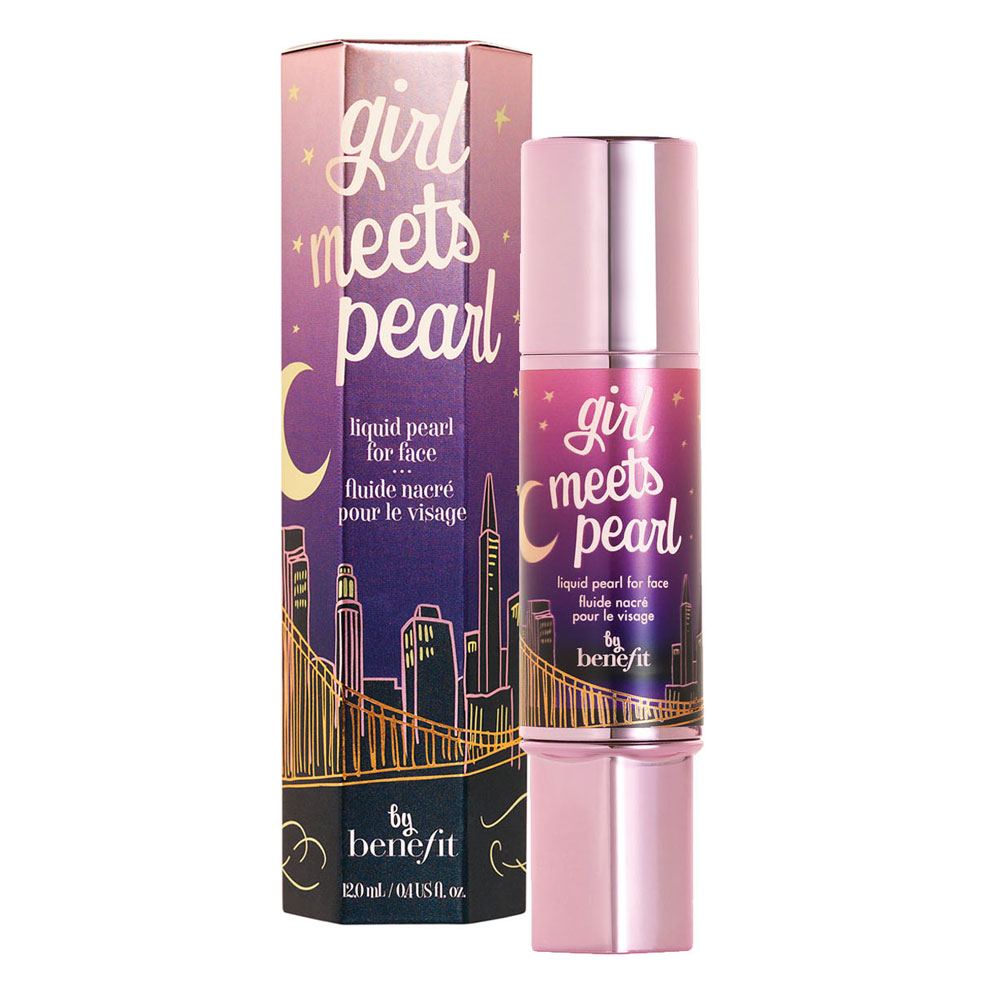 girl
meets
pearl
liquid pearl
for face
...
fluide nacré
pour le visage
by
benefit
12.0 mL / 0.4 US fl. oz.
girl
meets
pearl
liquid pearl for face
fluide nacré
pour le visage
by
benefit